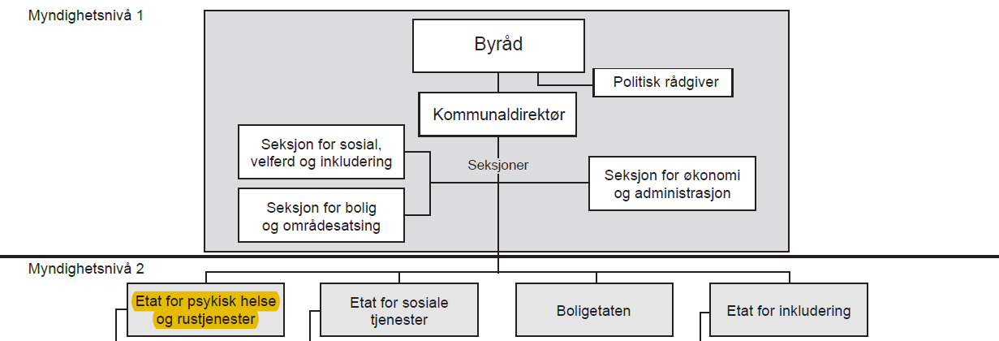 Myndighetsnivå 1
Byråd
Politisk rådgiver
Kommunaldirektør
Seksjon for sosial,
velferd og inkludering
Seksjoner
Seksjon for økonomi
og administrasjon
Seksjon for bolig
og områdesatsing
Myndighetsnivå 2
Etat for psykisk helse
og rustjenester
Etat for sosiale
tjenester
Boligetaten
Etat for inkludering